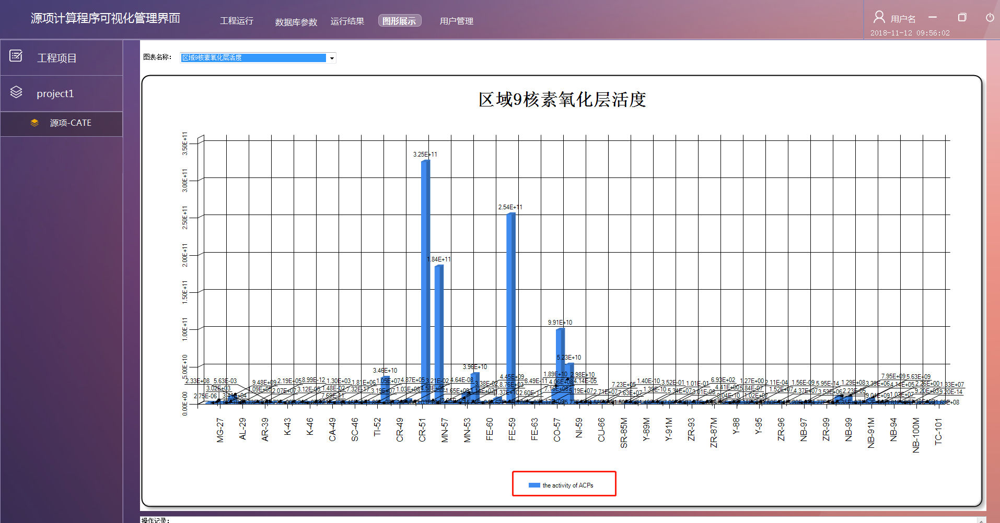 源项计算程序可视化管理界面
工程运行
数据库参数
运行结果
图形展示
用户管理
用户名
2018-11-12 09:56:02
工程项目
project1
源项-CATE
图表名称：
区域9核素氧化层活度
区域9核素氧化层活度
3.50E+11
3.00E+11
2.50E+11
2.00E+11
1.50E+11
1.00E+11
5.00E+10
0.00E+00
3.25E+11
2.54E+11
1.84E+11
9.91E+10
5.23E+10
3.46E+10
3.96E+10
1.89E+10
2.98E+10
2.33E+08
5.63E-03
9.48E+09
2.19E+05
8.99E-12
1.30E+03
1.81E+06
1.05E+07
4.87E+05
3.21E-02
4.64E-08
3.38E-02
4.45E+09
8.76E+03
8.49E-11
4.06E+08
4.14E-05
7.23E+05
1.40E-10
3.52E-01
1.01E-01
6.93E+02
4.41E+00
1.27E+00
5.84E-07
2.11E-04
1.56E-09
5.95E-14
1.29E+08
3.39E+06
7.95E+09
4.14E+05
5.63E+09
2.26E+00
1.33E+07
3.02E+03
2.07E+07
3.12E-05
1.48E-02
7.32E-17
3.19E+07
1.03E+08
4.58E+06
1.65E+09
1.37E+10
7.16E+08
5.19E+07
2.71E+07
7.63E+07
1.39E-10
5.34E+07
3.01E-08
1.52E+07
4.37E+07
3.53E+06
2.23E-05
1.02E+07
9.20E+03
9.20E-14
2.75E-06
3.41E+04
7.69E-11
8.04E-10
1.02E+07
9.04E+09
1.69E+08
MG-27
AL-29
AR-39
K-43
K-46
CA-49
SC-46
TI-52
CR-49
CR-51
MN-57
MN-53
FE-60
FE-59
FE-63
CO-57
NI-59
CU-66
SR-85M
Y-89M
Y-91M
ZR-93
ZR-87M
Y-88
Y-95
ZR-96
NB-97
ZR-99
NB-99
NB-91M
NB-94
NB-100M
TC-101
the activity of ACPs
操作记录：